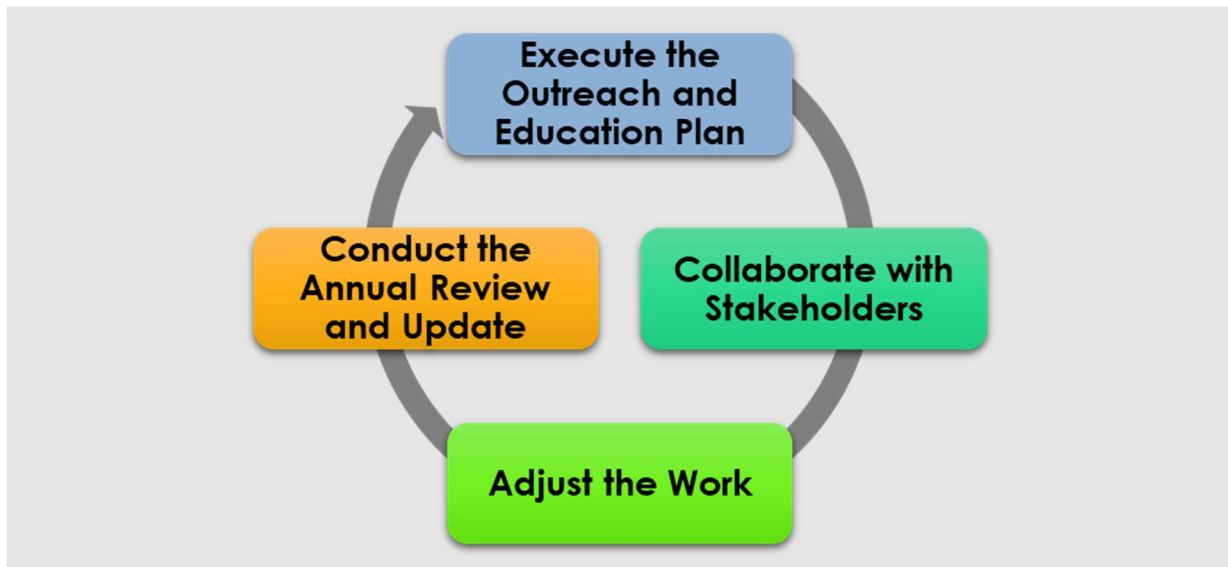 Execute the
Outreach and
Education Plan
Conduct the
Annual Review
and Update
Collaborate with
Stakeholders
Adjust the Work